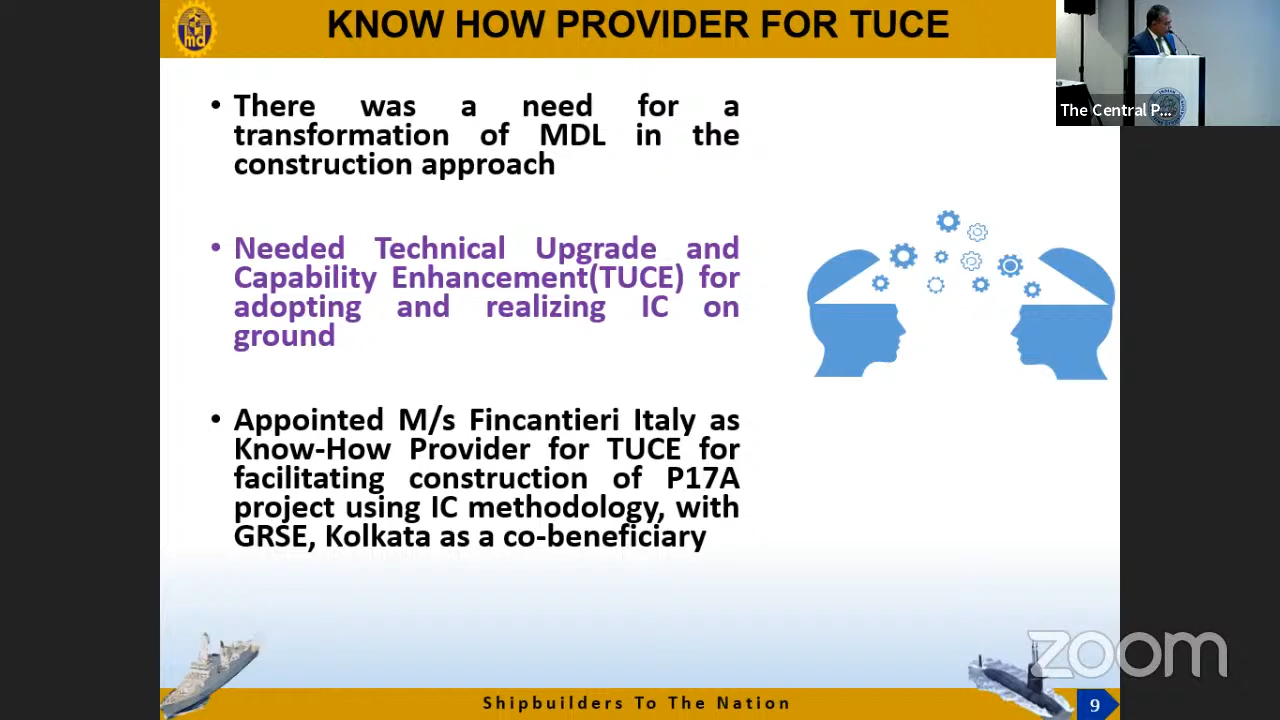 KNOW HOW PROVIDER FOR TUCE
md
The Central P...
• There was a need for a
transformation of MDL in the
construction approach
• Needed Technical Upgrade and
Capability Enhancement(TUCE) for
adopting and realizing IC on
ground
• Appointed M/s Fincantieri Italy as
Know-How Provider for TUCE for
facilitating construction of P17A
project using IC methodology, with
GRSE, Kolkata as a co-beneficiary
zoom
Shipbuilders To The Nation
9